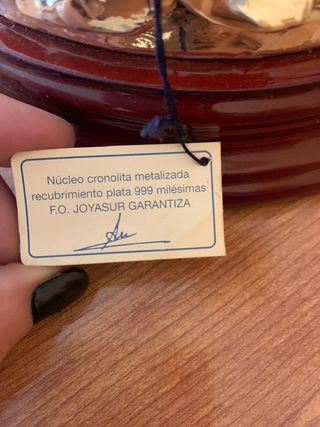 Núcleo cronolita metalizada
recubrimiento plata 999 milésimas
F.O. JOYASUR GARANTIZA